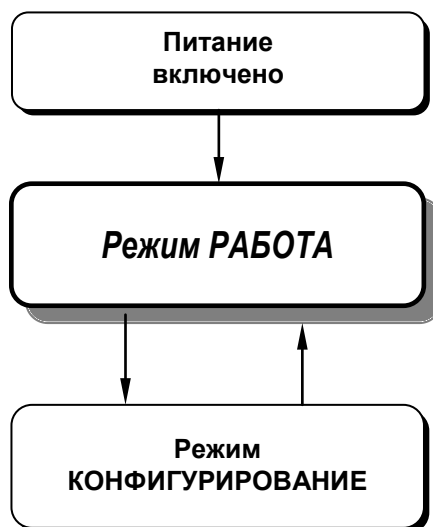 Питание
включено
Режим РАБОТА
Режим
КОНФИГУРИРОВАНИЕ